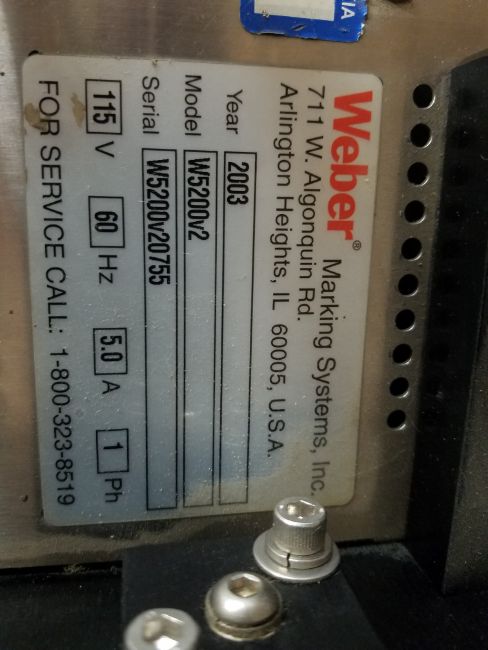 Weber® Marking Systems, Inc.
711 W. Algonquin Rd.
Arlington Heights, IL 60005, U.S.A.
Year 2003
Model W5200v2
Serial W5200v20755
115 V 60 Hz 5.0 A 1 Ph
FOR SERVICE CALL: 1-800-323-8519
IA